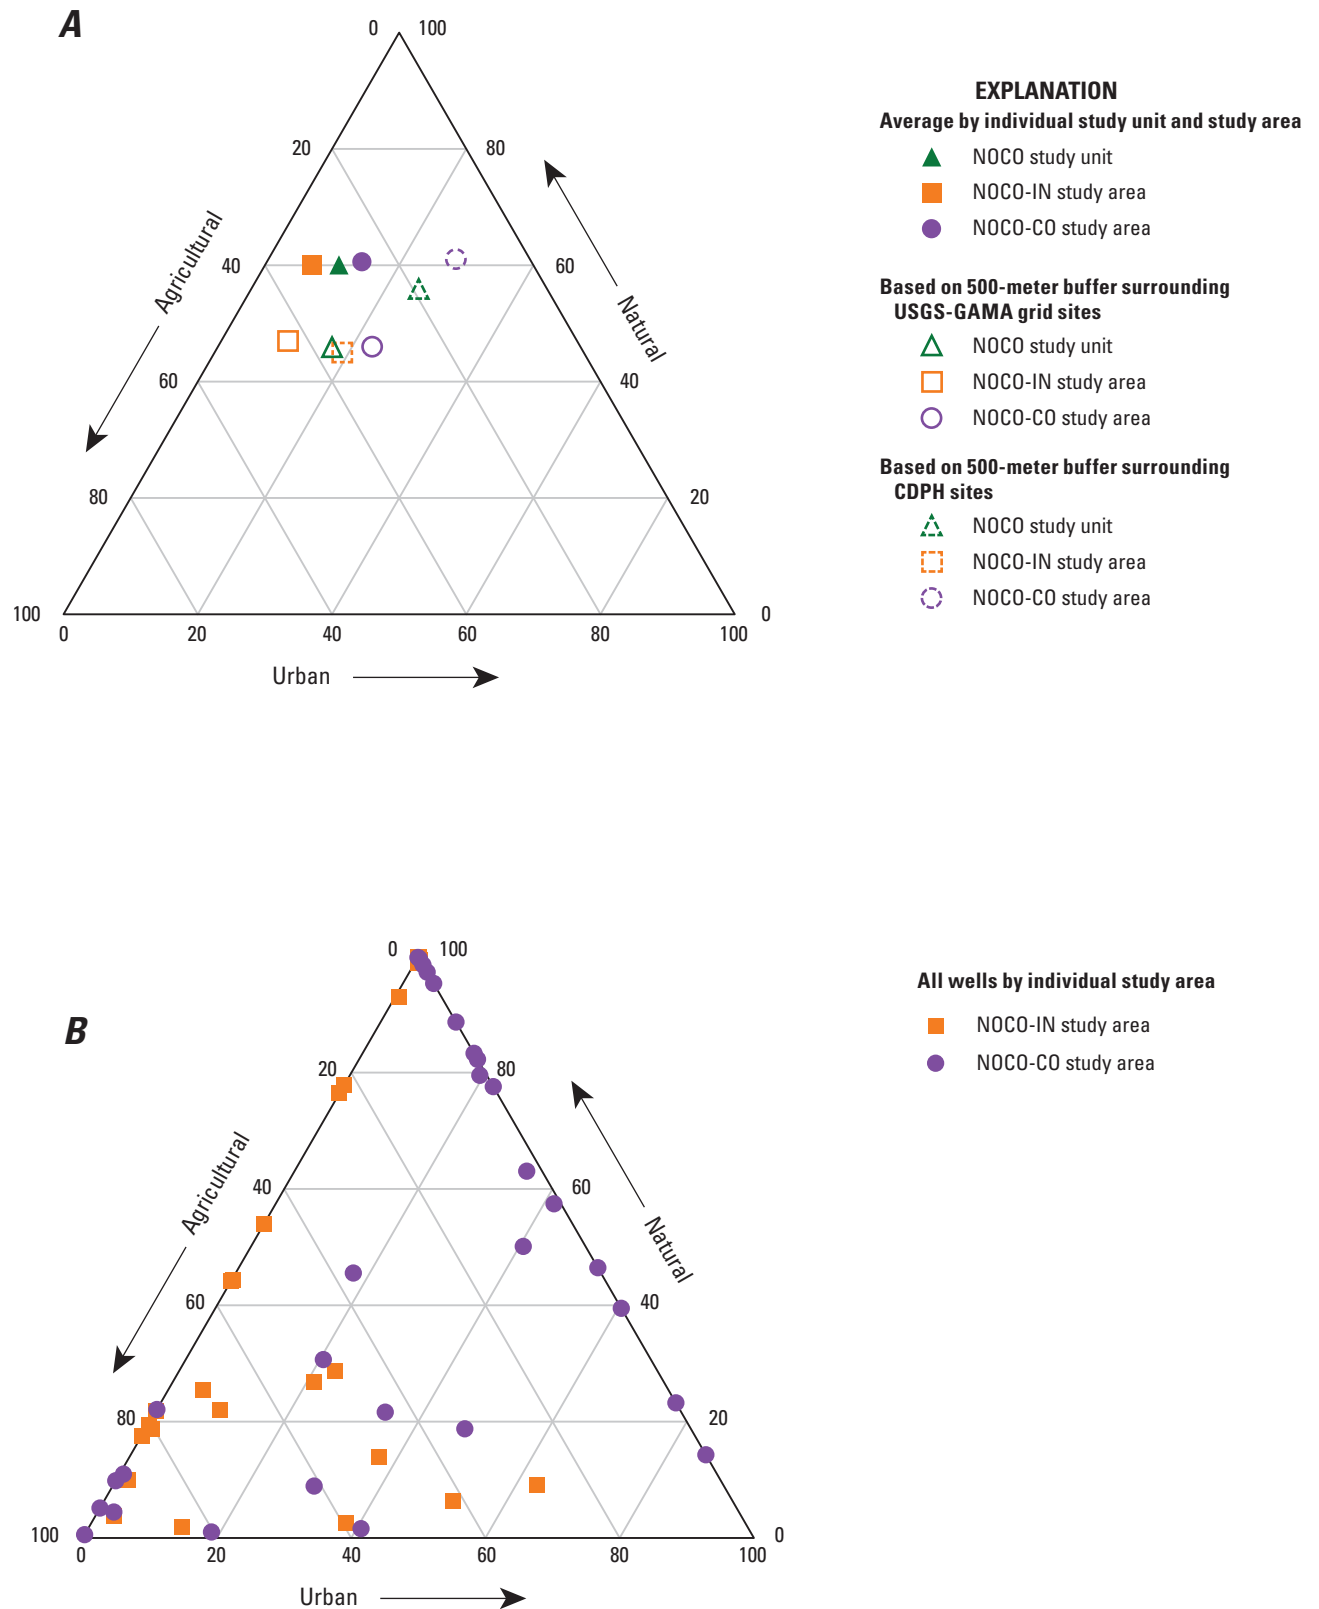 A
0 100
20 80
Agricultural
40 60
Natural
60 40
80 20
100 0
0 20 40 60 80 100
Urban
EXPLANATION
Average by individual study unit and study area
NOCO study unit
NOCO-IN study area
NOCO-CO study area
Based on 500-meter buffer surrounding
USGS-GAMA grid sites
NOCO study unit
NOCO-IN study area
NOCO-CO study area
Based on 500-meter buffer surrounding
CDPH sites
NOCO study unit
NOCO-IN study area
NOCO-CO study area
B
0 100
20 80
Agricultural
40 60
Natural
60 40
80 20
100 0
0 20 40 60 80 100
Urban
All wells by individual study area
NOCO-IN study area
NOCO-CO study area